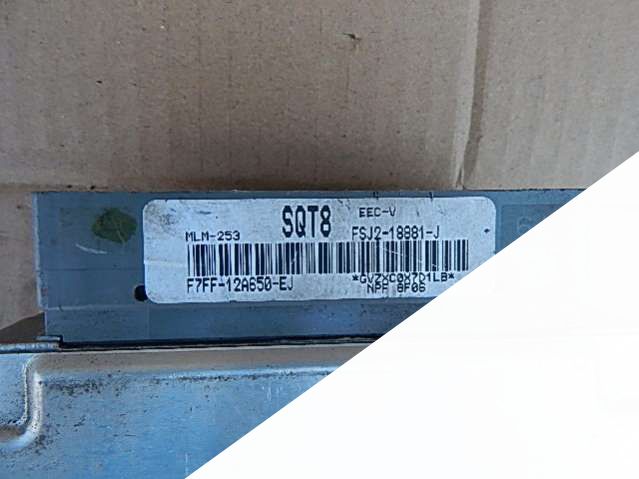 SQT8 EEC-V
MLM-253 FSJ2-18881-J
*GVZXC0X7D1LB*
F7FF-12A650-EJ NPF 8F06